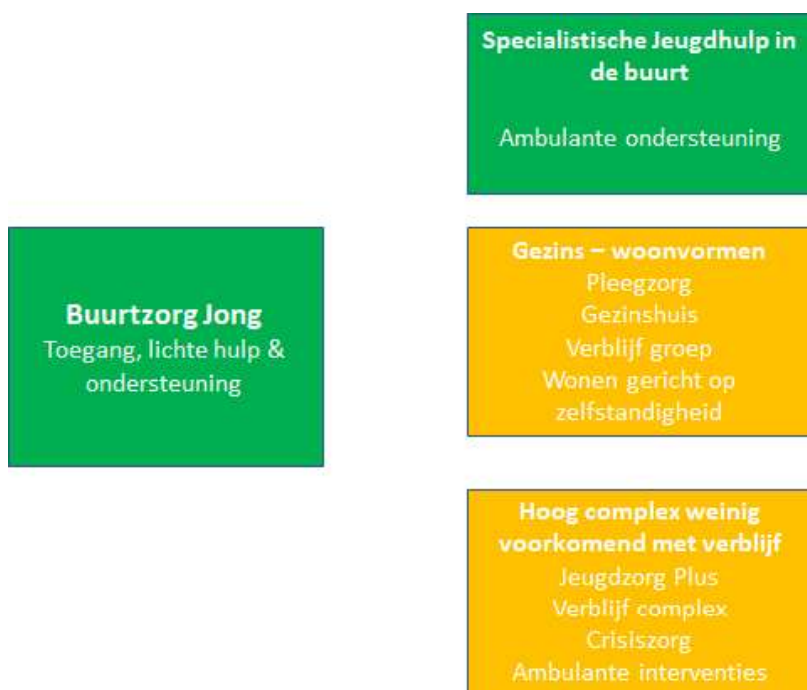 Specialistische Jeugdhulp in
de buurt
Ambulante ondersteuning
Buurtzorg Jong
Toegang, lichte hulp &
ondersteuning
Gezins – woonvormen
Pleegzorg
Gezinshuis
Verblijf groep
Wonen gericht op
zelfstandigheid
Hoog complex weinig
voorkomend met verblijf
Jeugdzorg Plus
Verblijf complex
Crisiszorg
Ambulante interventies